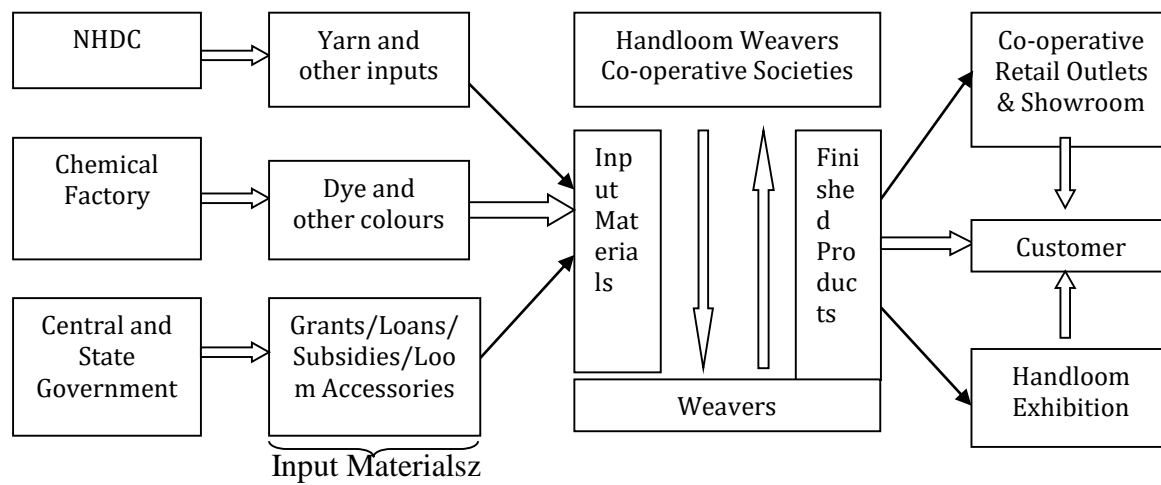 NHDC
Yarn and
other inputs
Handloom Weavers
Co-operative Societies
Co-operative
Retail Outlets
& Showroom
Chemical
Factory
Dye and
other colours
Inp
ut
Mat
eria
ls
Fini
she
d
Pro
duc
ts
Customer
Central and
State
Government
Grants/Loans/
Subsidies/Loo
m Accessories
Weavers
Handloom
Exhibition
Input Materialsz